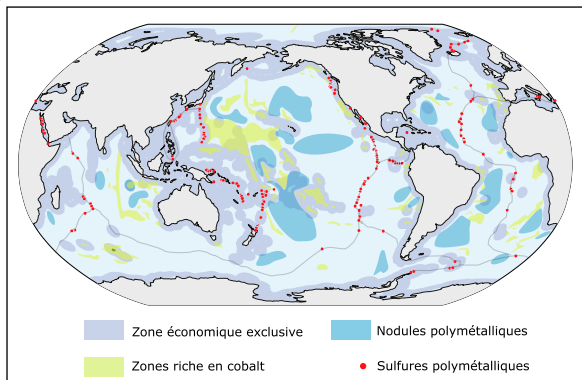 Zone économique exclusive
Nodules polymétalliques
Zones riche en cobalt
Sulfures polymétalliques